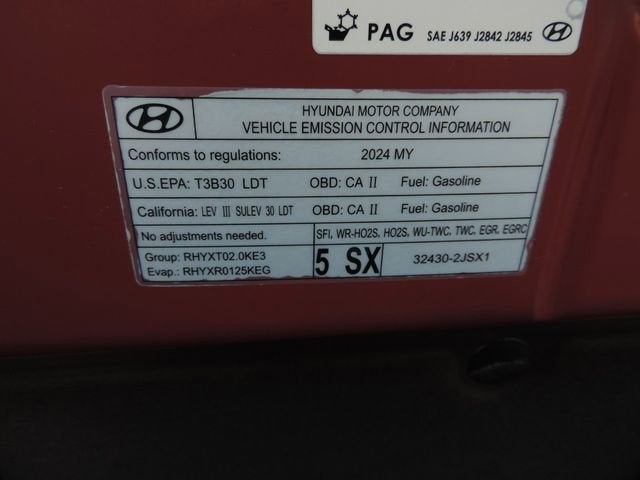 PAG SAE J639 J2842 J2845
HYUNDAI MOTOR COMPANY
VEHICLE EMISSION CONTROL INFORMATION
Conforms to regulations: 2024 MY
U.S.EPA: T3B30 LDT OBD: CA II Fuel: Gasoline
California: LEV III SULEV 30 LDT OBD: CA II Fuel: Gasoline
No adjustments needed. SFI, WR-HO2S, HO2S, WU-TWC, TWC, EGR, EGRC
Group: RHYXT02.0KE3
Evap.: RHYXR0125KEG
5 SX 32430-2JSX1